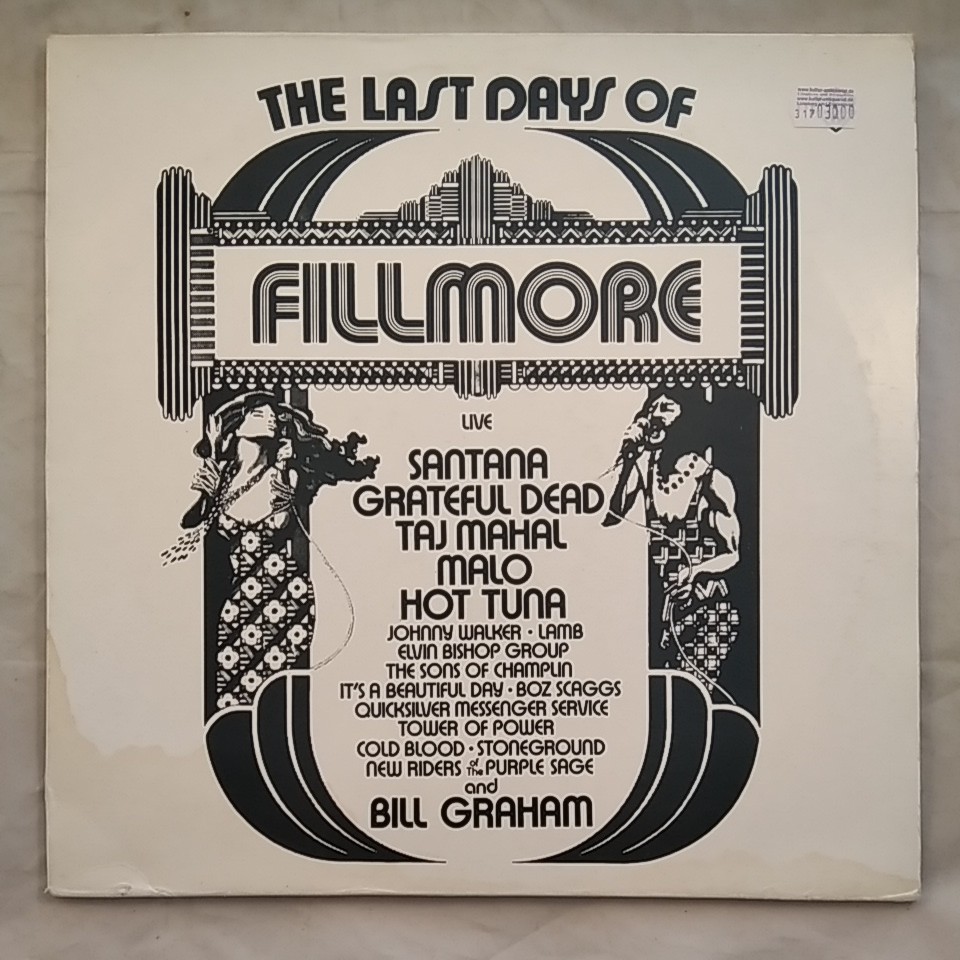 THE LAST DAYS OF
FILLMORE
LIVE
SANTANA
GRATEFUL DEAD
TAJ MAHAL
MALO
HOT TUNA
JOHNNY WALKER · LAMB
ELVIN BISHOP GROUP
THE SONS OF CHAMPLIN
IT'S A BEAUTIFUL DAY · BOZ SCAGGS
QUICKSILVER MESSENGER SERVICE
TOWER OF POWER
COLD BLOOD · STONEGROUND
NEW RIDERS of The PURPLE SAGE
and
BILL GRAHAM